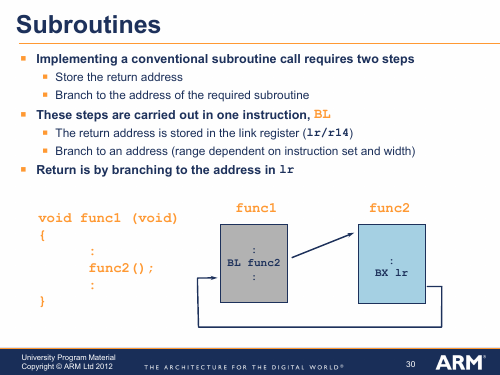 Subroutines
Implementing a conventional subroutine call requires two steps
Store the return address
Branch to the address of the required subroutine
These steps are carried out in one instruction, BL
The return address is stored in the link register (lr/r14)
Branch to an address (range dependent on instruction set and width)
Return is by branching to the address in lr
func1
func2
void func1 (void)
{
:
func2();
:
}
:
BL func2
:
:
BX lr
University Program Material
Copyright © ARM Ltd 2012
THE ARCHITECTURE FOR THE DIGITAL WORLD®
30
ARM®